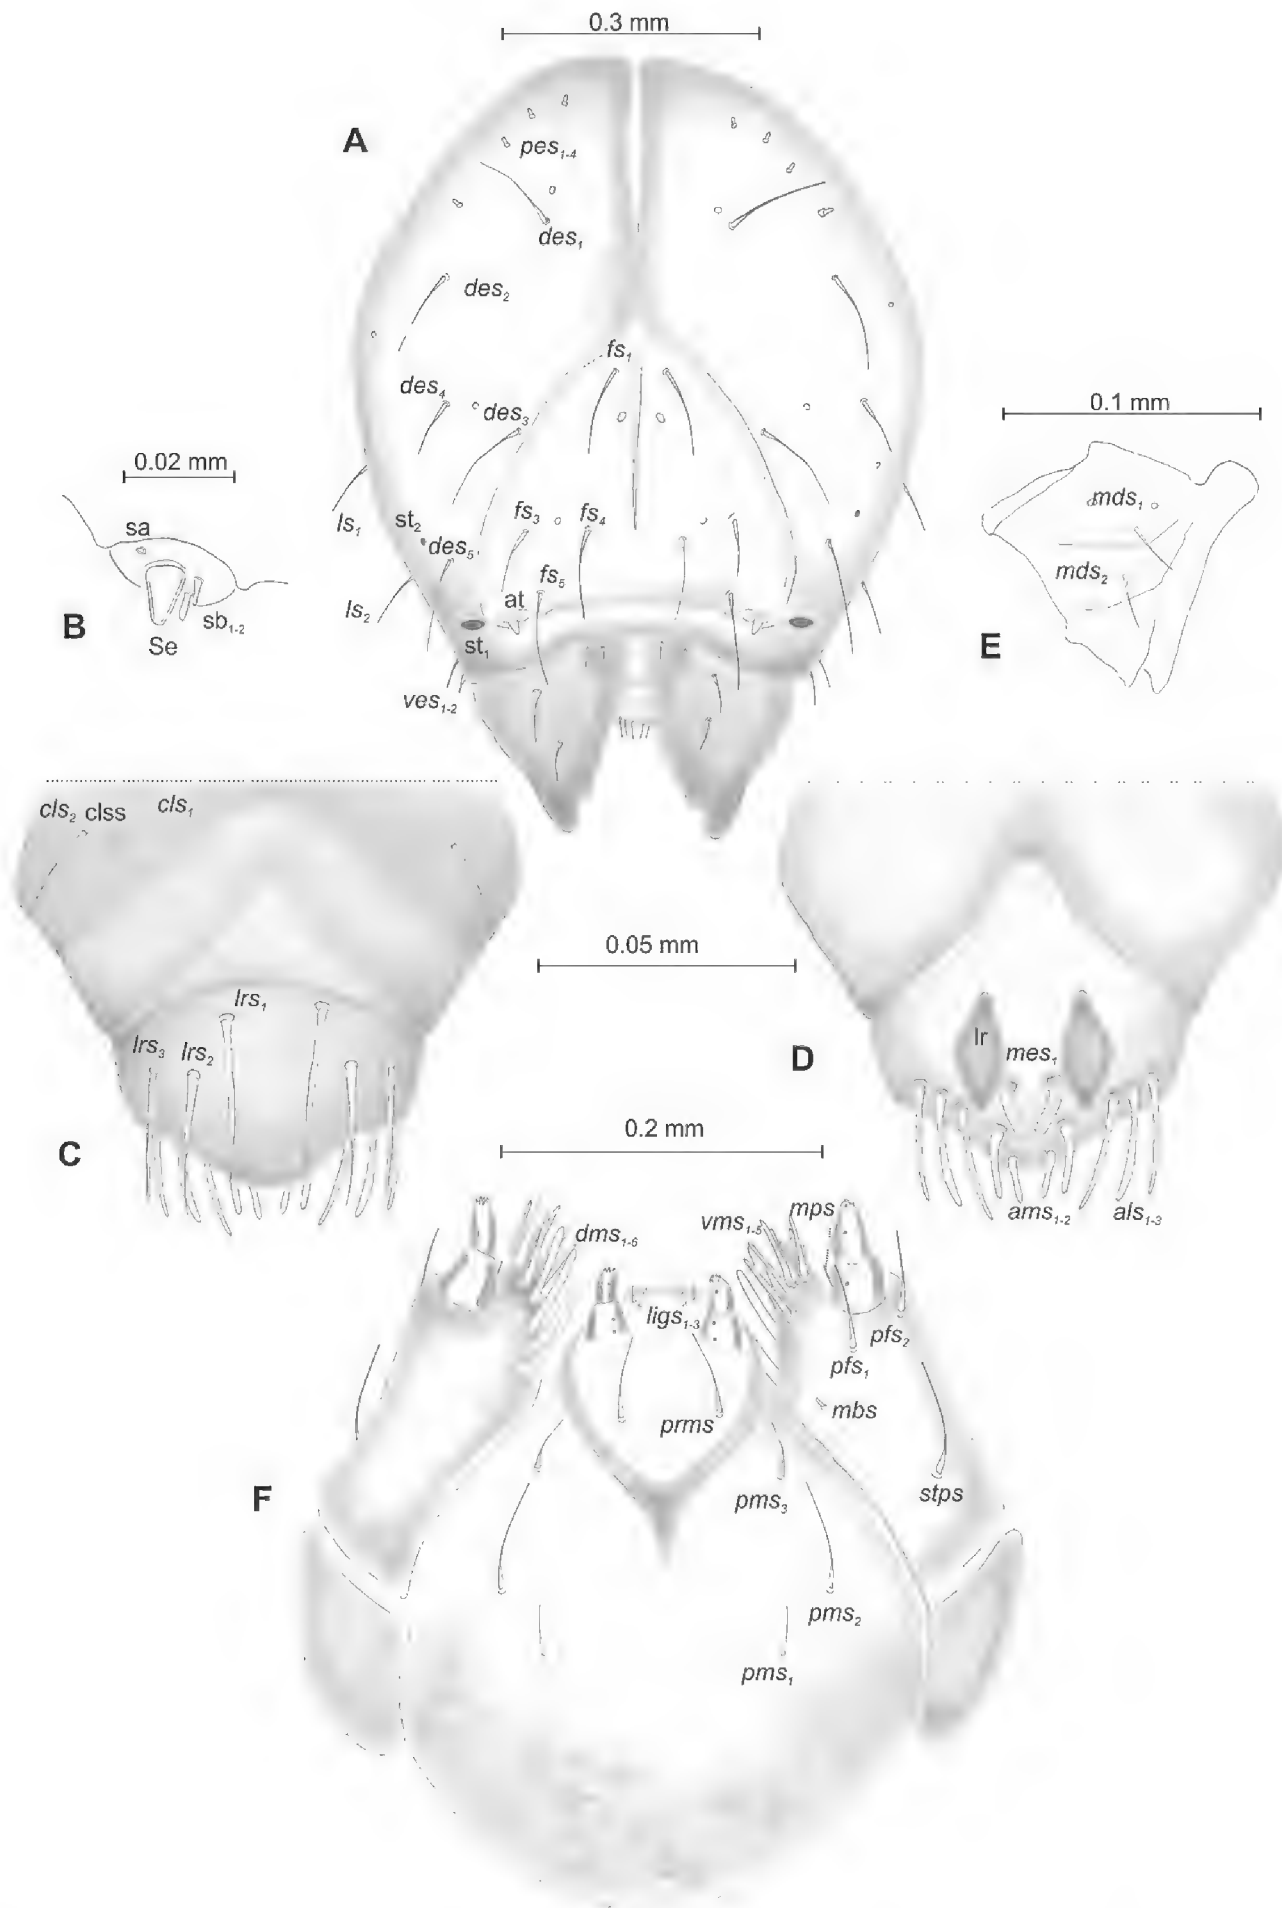 0.3 mm
A
pes₁₋₄
des₁
des₂
fs₁
des₄
des₃
0.1 mm
0.02 mm
mds₁
ls₁
st₂
fs₃
fs₄
sa
des₅
mds₂
fs₅
at
ls₂
sb₁₋₂
B
Se
st₁
E
ves₁₋₂
cls₂ clss cls₁
0.05 mm
lrs₁
lrs₃
lrs₂
lr
mes₁
D
0.2 mm
C
ams₁₋₂
als₁₋₃
dms₁₋₆
vms₁₋₅
mps
ligs₁₋₃
pfs₂
pfs₁
prms
mbs
F
pms₃
stps
pms₂
pms₁
?